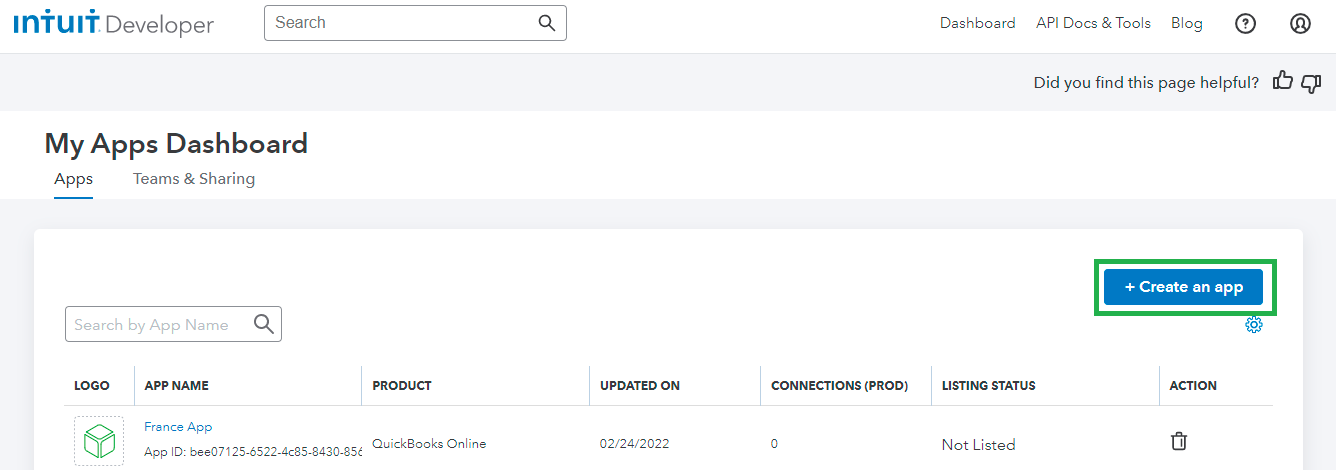 ıntuıt Developer
Search
Dashboard API Docs & Tools Blog ?
Did you find this page helpful?
My Apps Dashboard
Apps Teams & Sharing
+ Create an app
Search by App Name
LOGO APP NAME PRODUCT UPDATED ON CONNECTIONS (PROD) LISTING STATUS ACTION
France App
App ID: bee07125-6522-4c85-8430-856
QuickBooks Online 02/24/2022 0 Not Listed